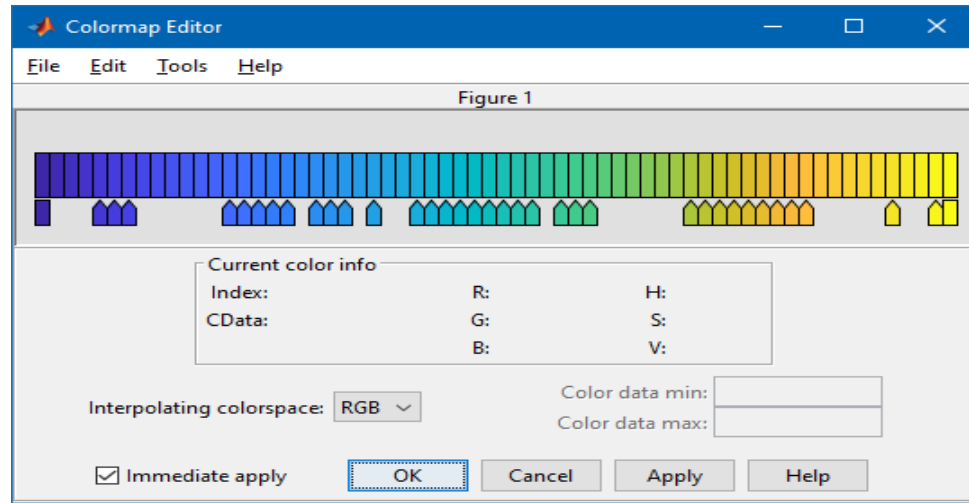 Colormap Editor
File Edit Tools Help
Figure 1
Current color info
Index: R: H:
CData: G: S:
B: V:
Interpolating colorspace: RGB
Color data min:
Color data max:
Immediate apply OK Cancel Apply Help